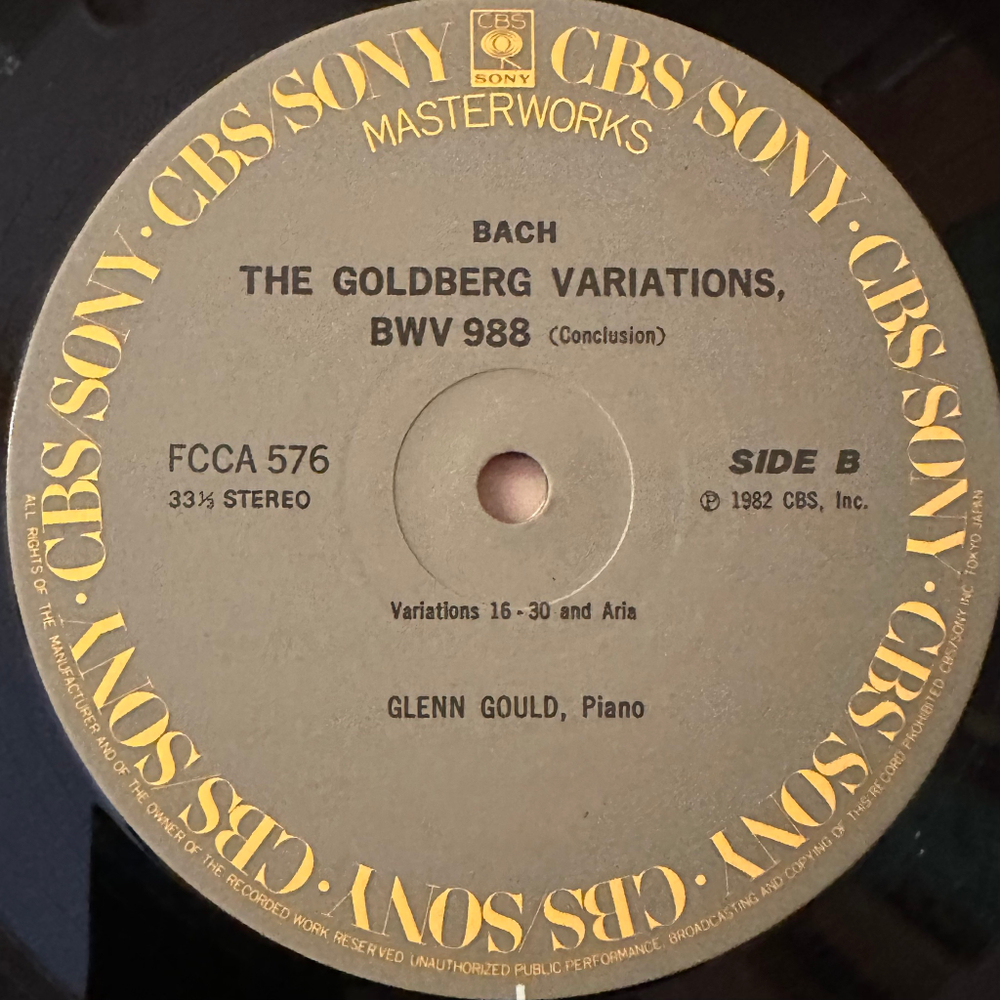 CBS
SONY
CBS/SONY · CBS/SONY · CBS/SONY · CBS/SONY · CBS/SONY · CBS/SONY · CBS/SONY · CBS/SONY
MASTERWORKS
BACH
THE GOLDBERG VARIATIONS,
BWV 988 (Conclusion)
FCCA 576
SIDE B
33⅓ STEREO
Ⓟ 1982 CBS, Inc.
Variations 16 - 30 and Aria
GLENN GOULD, Piano
ALL RIGHTS OF THE MANUFACTURER AND OF THE OWNER OF THE RECORDED WORK RESERVED UNAUTHORIZED PUBLIC PERFORMANCE, BROADCASTING AND COPYING OF THIS RECORD PROHIBITED CBS/SONY INC. TOKYO JAPAN